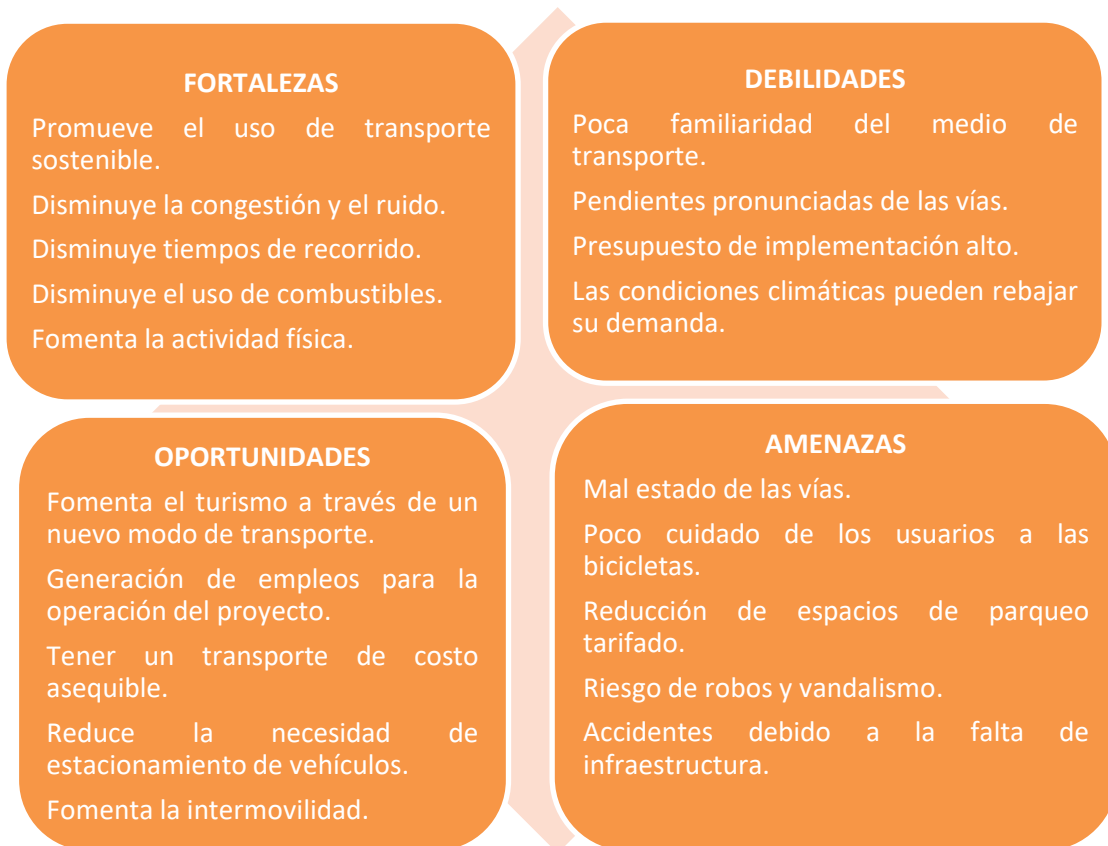 FORTALEZAS
Promueve el uso de transporte
sostenible.
Disminuye la congestión y el ruido.
Disminuye tiempos de recorrido.
Disminuye el uso de combustibles.
Fomenta la actividad física.
DEBILIDADES
Poca familiaridad del medio de
transporte.
Pendientes pronunciadas de las vías.
Presupuesto de implementación alto.
Las condiciones climáticas pueden rebajar
su demanda.
OPORTUNIDADES
Fomenta el turismo a través de un
nuevo modo de transporte.
Generación de empleos para la
operación del proyecto.
Tener un transporte de costo
asequible.
Reduce la necesidad de
estacionamiento de vehículos.
Fomenta la intermovilidad.
AMENAZAS
Mal estado de las vías.
Poco cuidado de los usuarios a las
bicicletas.
Reducción de espacios de parqueo
tarifado.
Riesgo de robos y vandalismo.
Accidentes debido a la falta de
infraestructura.